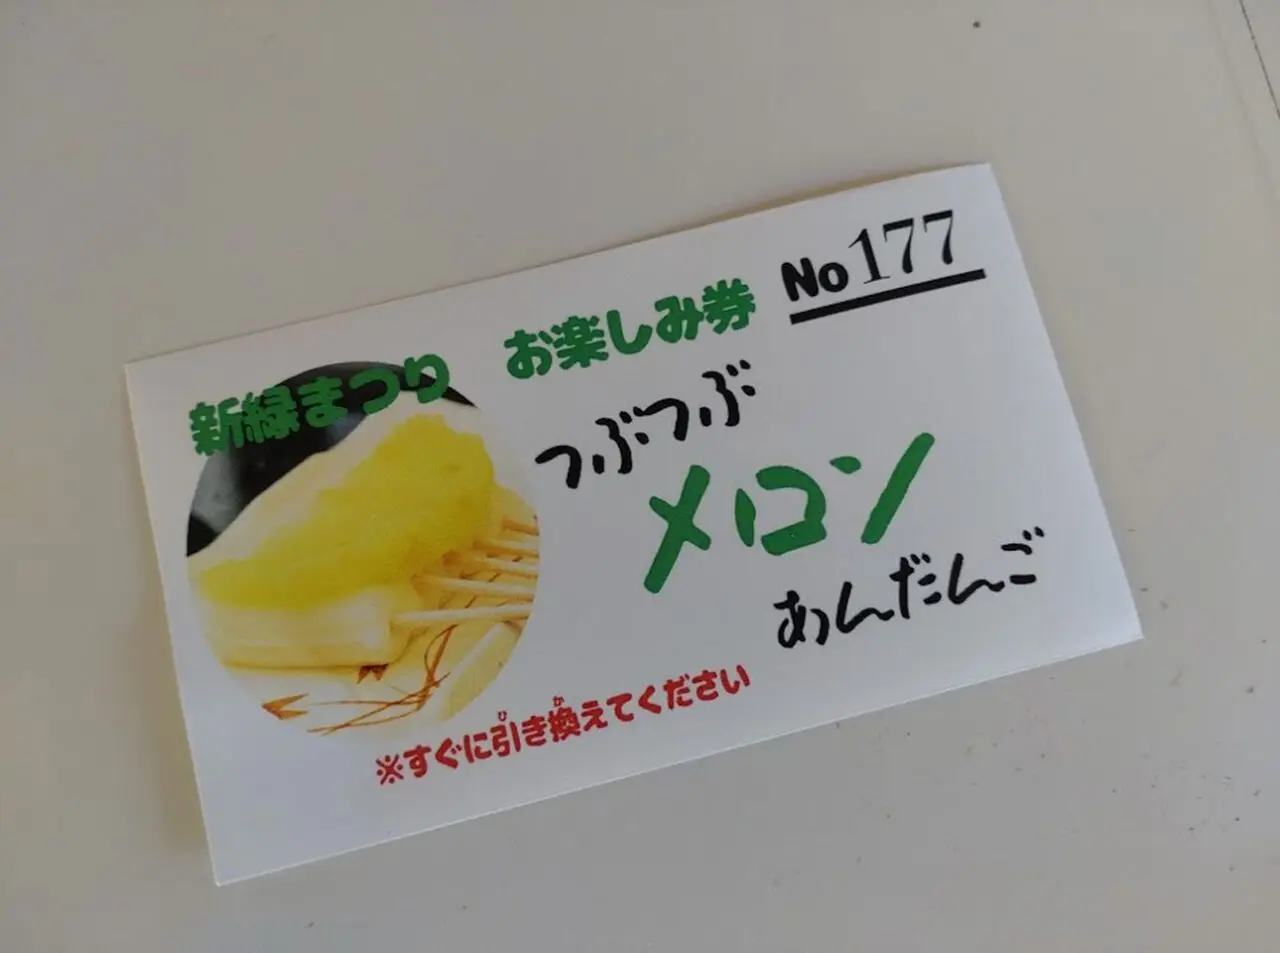 No177
新緑まつり お楽しみ券
つぶつぶ
メロン
あんだんご
※すぐに引き換えてください